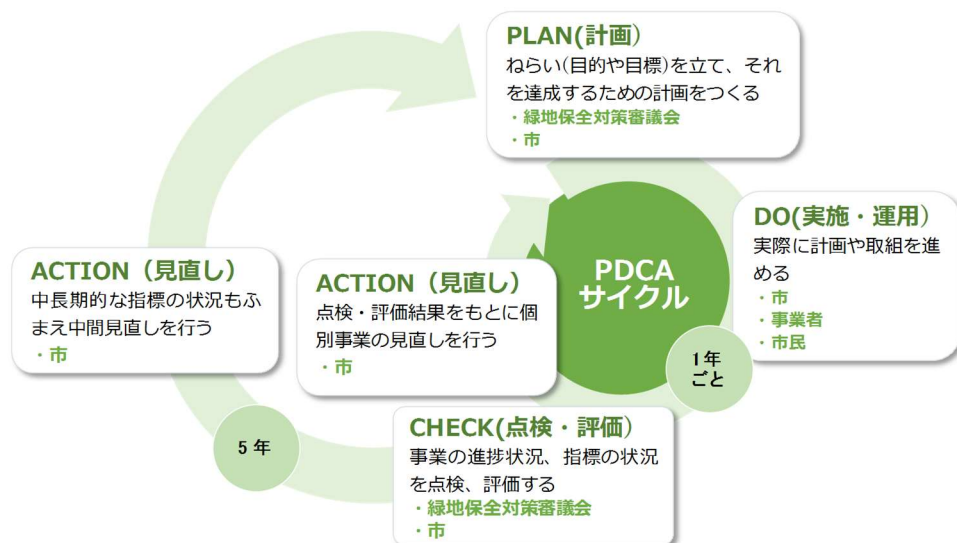 PLAN(計画)
ねらい(目的や目標)を立て、それ
を達成するための計画をつくる
・緑地保全対策審議会
・市
DO(実施・運用)
実際に計画や取組を進
める
・市
・事業者
・市民
PDCA
サイクル
1年
ごと
ACTION(見直し)
中長期的な指標の状況もふ
まえ中間見直しを行う
・市
ACTION(見直し)
点検・評価結果をもとに個
別事業の見直しを行う
・市
5年
CHECK(点検・評価)
事業の進捗状況、指標の状況
を点検、評価する
・緑地保全対策審議会
・市